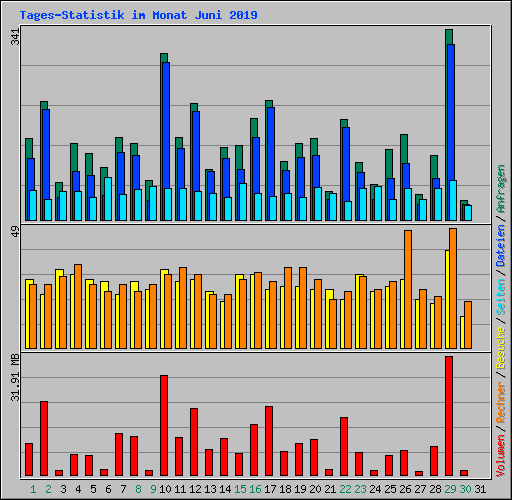 Tages-Statistik im Monat Juni 2019
341
49
31.91 MB
Volumen / Rechner / Besuche / Seiten / Dateien / Anfragen
1 2 3 4 5 6 7 8 9 10 11 12 13 14 15 16 17 18 19 20 21 22 23 24 25 26 27 28 29 30 31